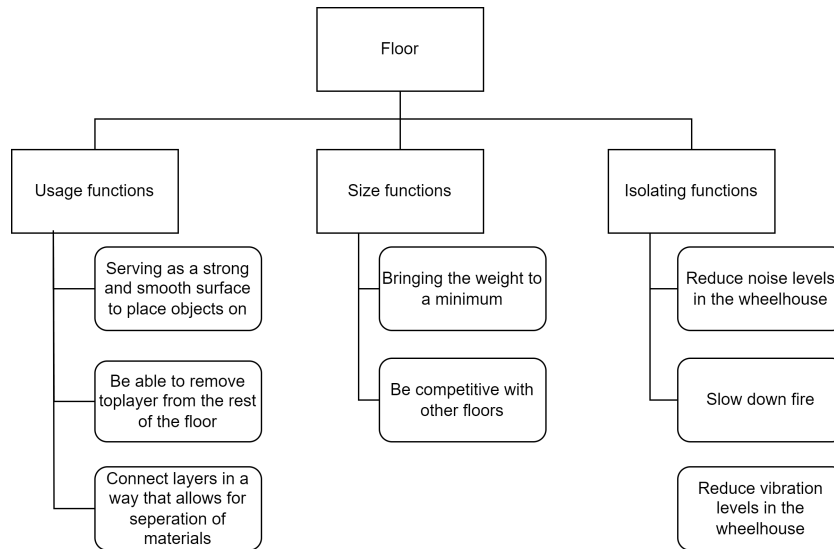 Floor
Usage functions
Size functions
Isolating functions
Serving as a strong
and smooth surface
to place objects on
Bringing the weight to
a minimum
Reduce noise levels
in the wheelhouse
Be able to remove
toplayer from the rest
of the floor
Be competitive with
other floors
Slow down fire
Connect layers in a
way that allows for
seperation of
materials
Reduce vibration
levels in the
wheelhouse